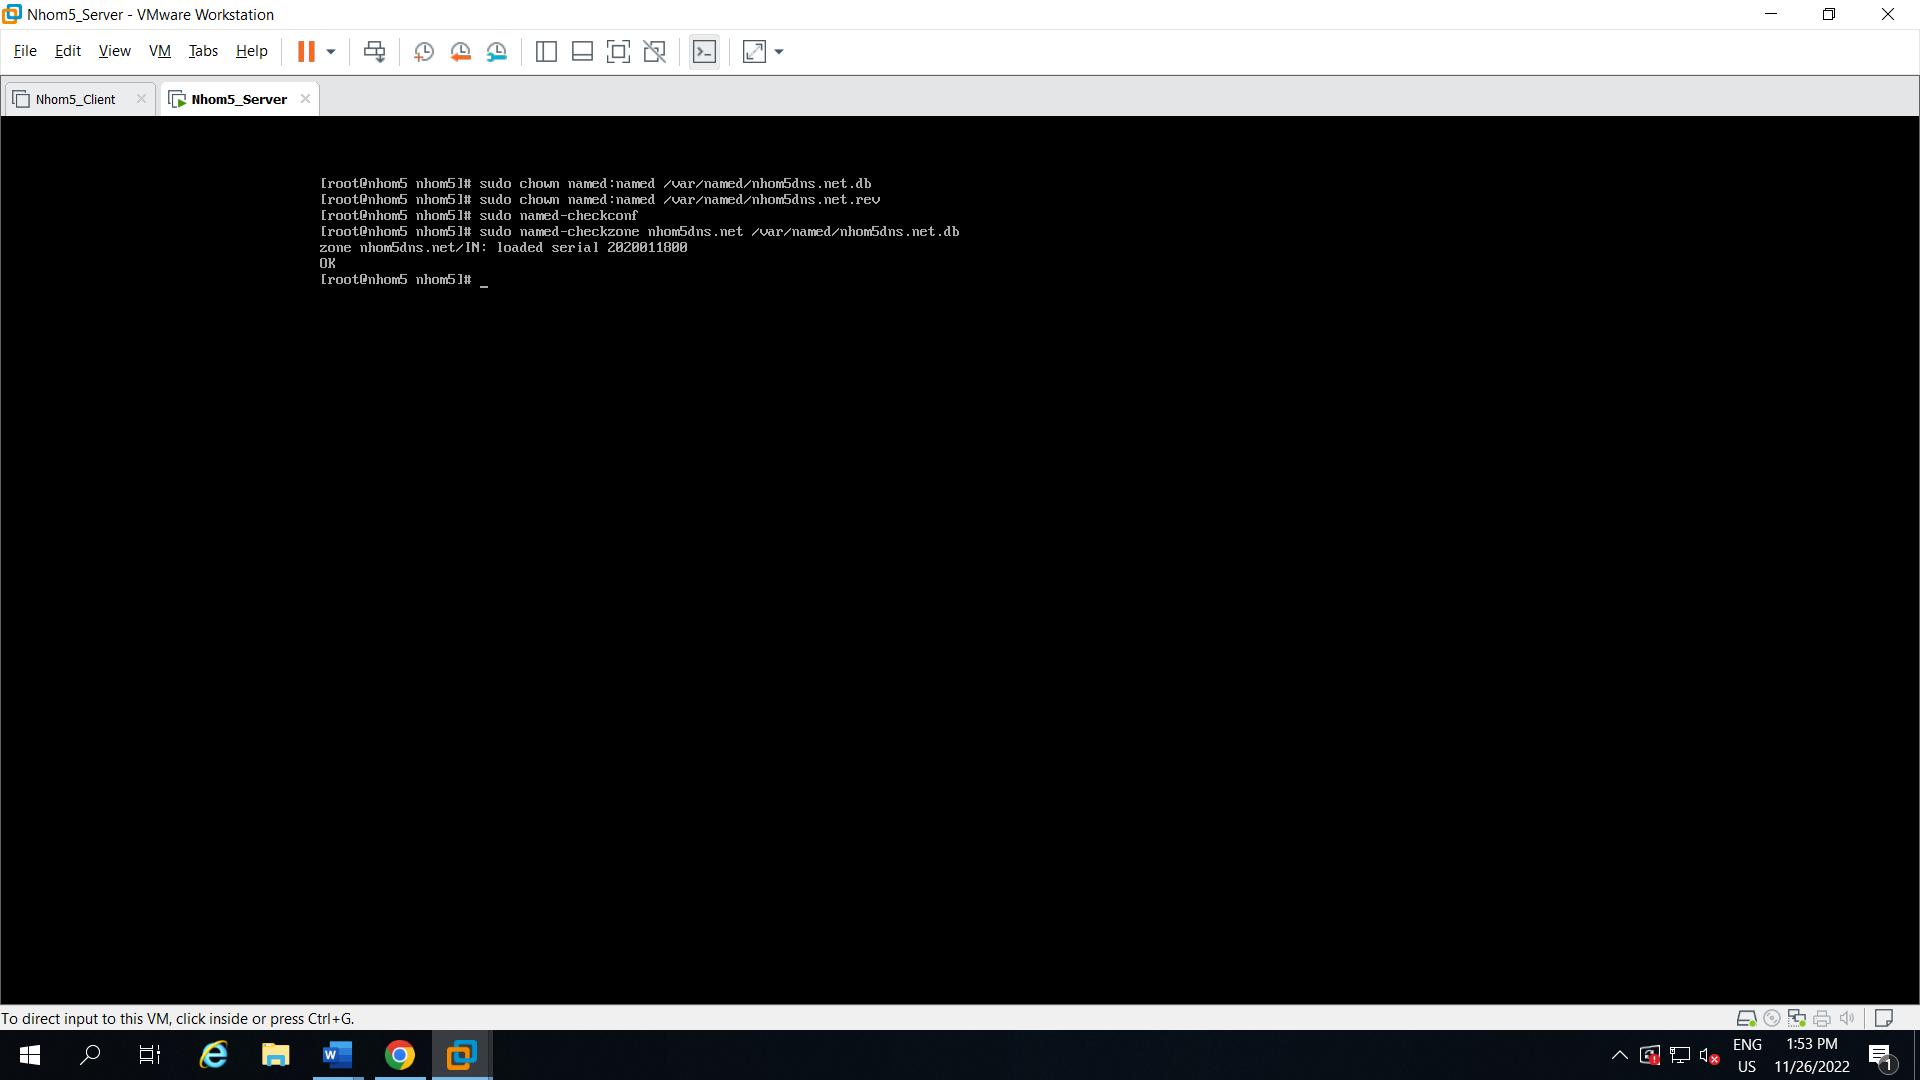 Nhom5_Server - VMware Workstation
File Edit View VM Tabs Help
Nhom5_Client
Nhom5_Server
[root@nhom5 nhom5]# sudo chown named:named /var/named/nhom5dns.net.db
[root@nhom5 nhom5]# sudo chown named:named /var/named/nhom5dns.net.rev
[root@nhom5 nhom5]# sudo named-checkconf
[root@nhom5 nhom5]# sudo named-checkzone nhom5dns.net /var/named/nhom5dns.net.db
zone nhom5dns.net/IN: loaded serial 2020011800
OK
[root@nhom5 nhom5]# _
To direct input to this VM, click inside or press Ctrl+G.
ENG 1:53 PM
US 11/26/2022
1